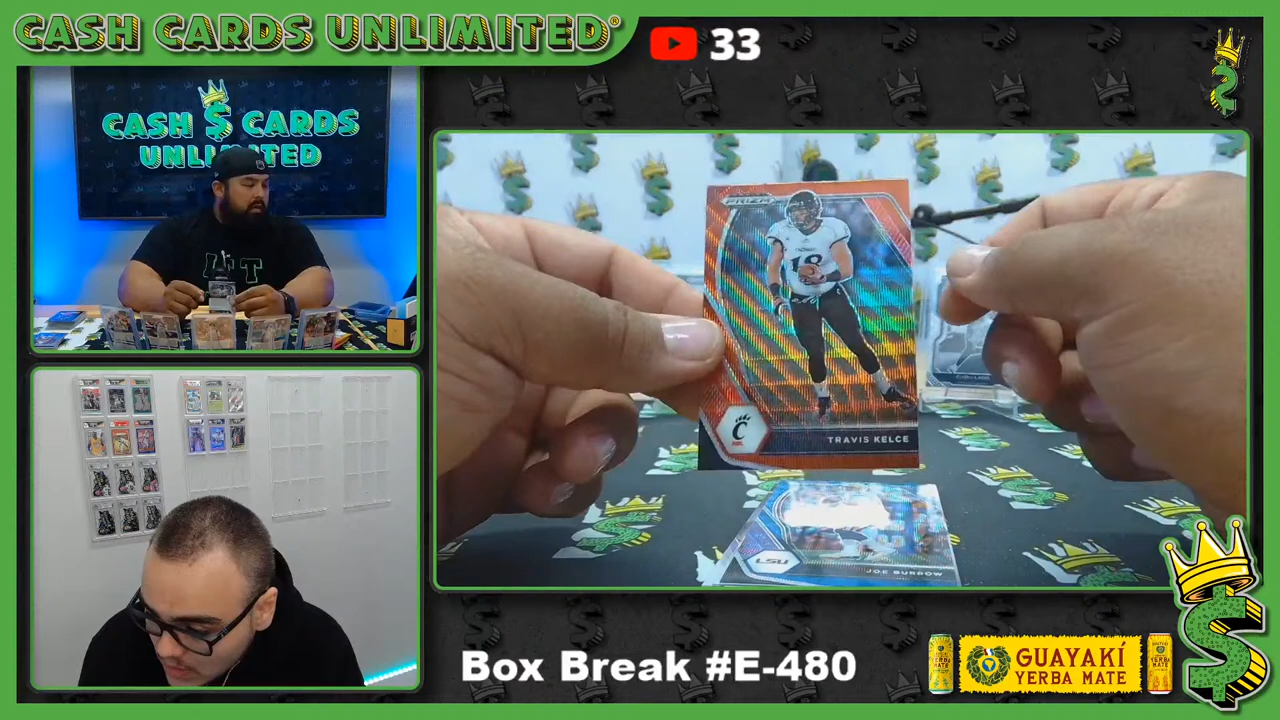 CASH CARDS UNLIMITED®
33
CASH $ CARDS
UNLIMITED
PRIZM
18
TRAVIS KELCE
LSU
JOE BURROW
Box Break #E-480
GUAYAKÍ
YERBA MATE